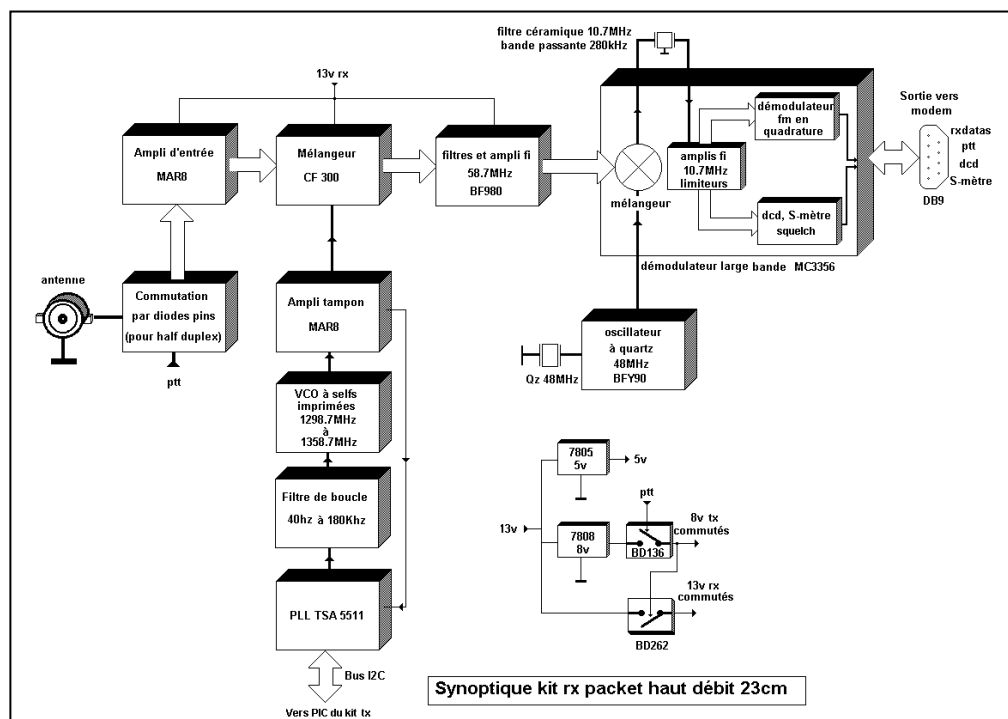 filtre céramique 10.7MHz
bande passante 280kHz
13v rx
Ampli d'entrée
MAR8
Mélangeur
CF 300
filtres et ampli fi
58.7MHz
BF980
mélangeur
amplis fi
10.7MHz
limiteurs
démodulateur
fm en
quadrature
dcd, S-mètre
squelch
démodulateur large bande MC3356
Sortie vers
modem
rxdatas
ptt
dcd
S-mètre
DB9
antenne
Commutation
par diodes pins
(pour half duplex)
ptt
Ampli tampon
MAR8
oscillateur
à quartz
48MHz
BFY90
Qz 48MHz
VCO à selfs
imprimées
1298.7MHz
à
1358.7MHz
Filtre de boucle
40hz à 180Khz
PLL TSA 5511
Bus I2C
Vers PIC du kit tx
7805
5v
5v
ptt
13v
7808
8v
BD136
8v tx
commutés
13v rx
commutés
BD262
Synoptique kit rx packet haut débit 23cm